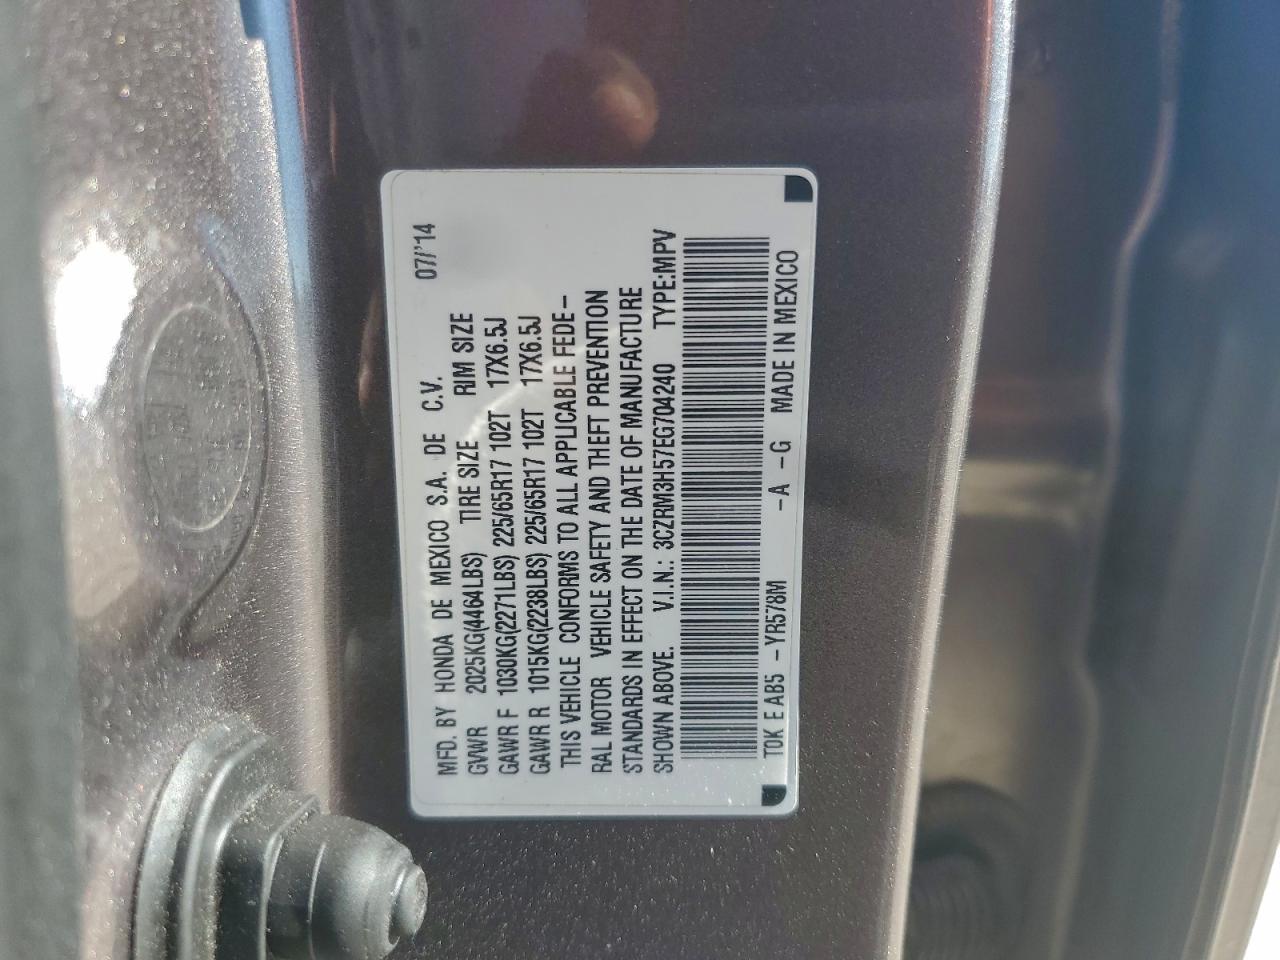 07/'14
MFD. BY HONDA DE MEXICO S.A. DE C.V.
GVWR 2025KG(4464LBS) TIRE SIZE RIM SIZE
GAWR F 1030KG(2271LBS) 225/65R17 102T 17X6.5J
GAWR R 1015KG(2238LBS) 225/65R17 102T 17X6.5J
THIS VEHICLE CONFORMS TO ALL APPLICABLE FEDE-
RAL MOTOR VEHICLE SAFETY AND THEFT PREVENTION
STANDARDS IN EFFECT ON THE DATE OF MANUFACTURE
SHOWN ABOVE. V.I.N.: 3CZRM3H57EG704240 TYPE:MPV
T0K E AB5 -YR578M -A -G MADE IN MEXICO